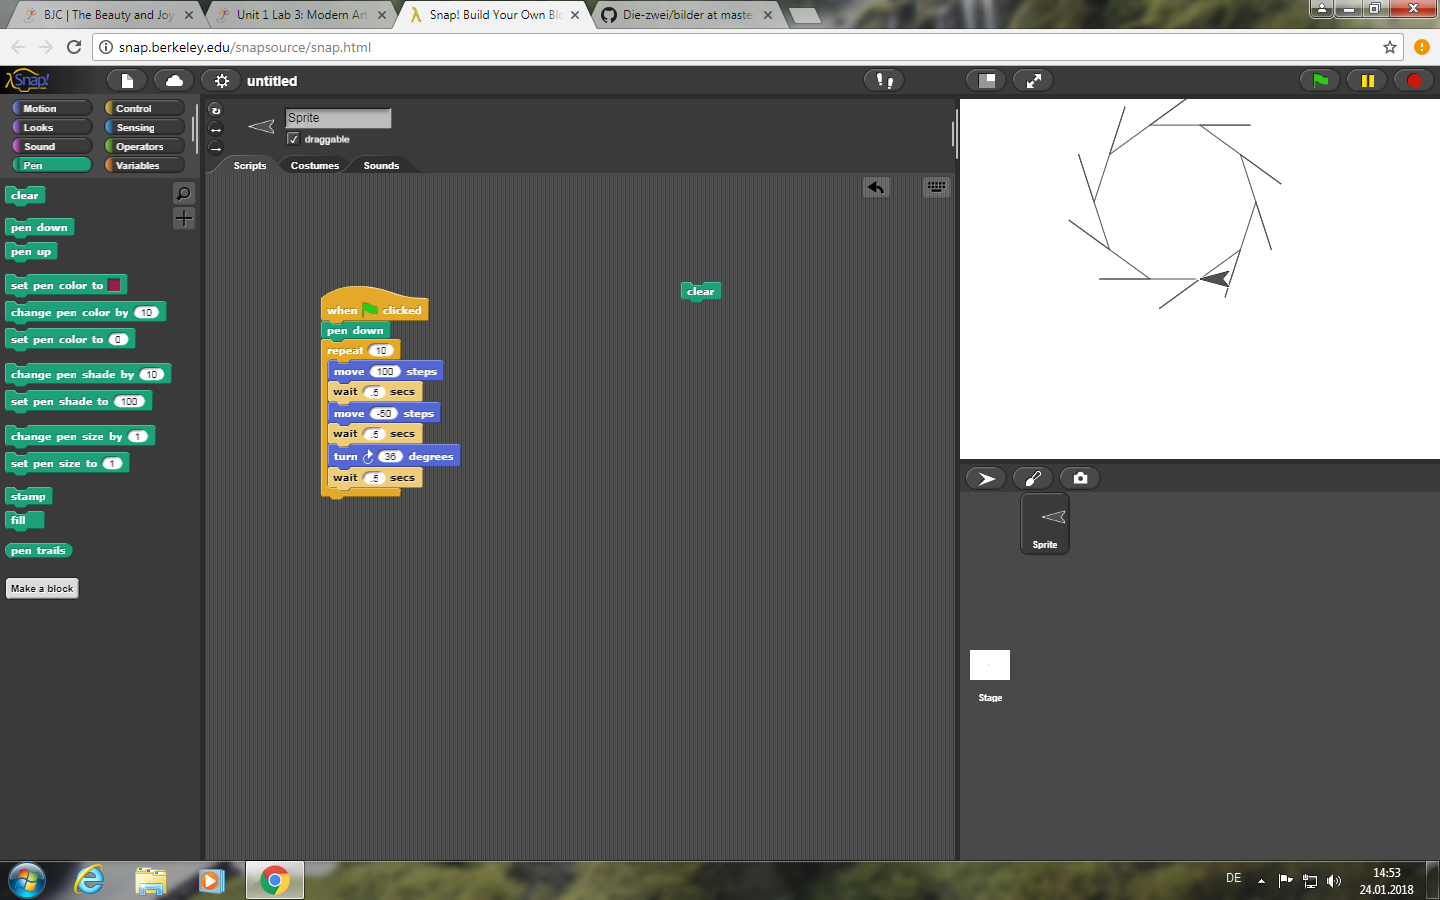 BJC | The Beauty and Joy
Unit 1 Lab 3: Modern Art
Snap! Build Your Own Bl
Die-zwei/bilder at maste
snap.berkeley.edu/snapsource/snap.html
Snap!
untitled
Motion
Control
Looks
Sensing
Sound
Operators
Pen
Variables
Sprite
draggable
Scripts
Costumes
Sounds
clear
pen down
pen up
set pen color to
change pen color by 10
set pen color to 0
change pen shade by 10
set pen shade to 100
change pen size by 1
set pen size to 1
stamp
fill
pen trails
Make a block
when clicked
pen down
repeat 10
move 100 steps
wait .5 secs
move -50 steps
wait .5 secs
turn 36 degrees
wait .5 secs
clear
Sprite
Stage
DE
14:53
24.01.2018